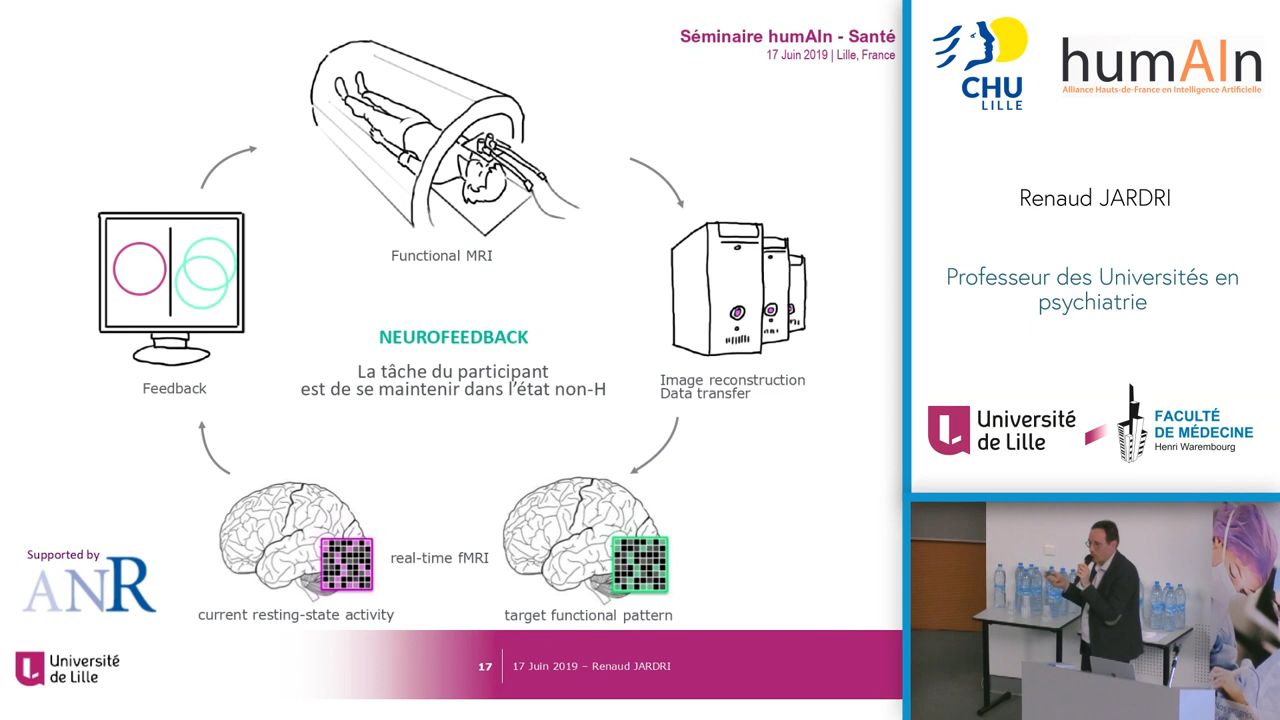 Séminaire humAIn - Santé
17 Juin 2019 | Lille, France
Functional MRI
NEUROFEEDBACK
La tâche du participant
est de se maintenir dans l'état non-H
Feedback
Image reconstruction
Data transfer
real-time fMRI
current resting-state activity
target functional pattern
Supported by
ANR
Université
de Lille
17
17 Juin 2019 – Renaud JARDRI
CHU
LILLE
humAIn
Alliance Hauts-de-France en Intelligence Artificielle
Renaud JARDRI
Professeur des Universités en
psychiatrie
Université
de Lille
FACULTÉ
DE MÉDECINE
Henri Warembourg